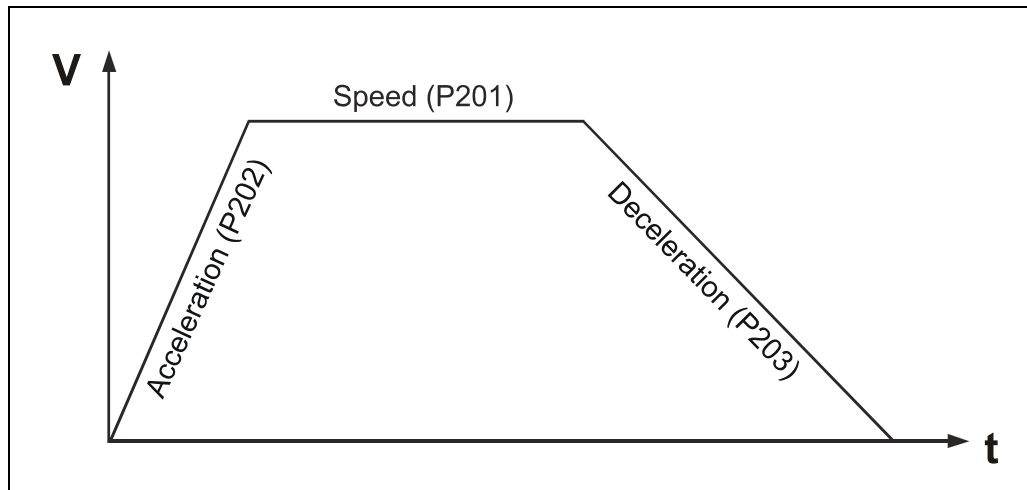 V
Speed (P201)
Acceleration (P202)
Deceleration (P203)
t